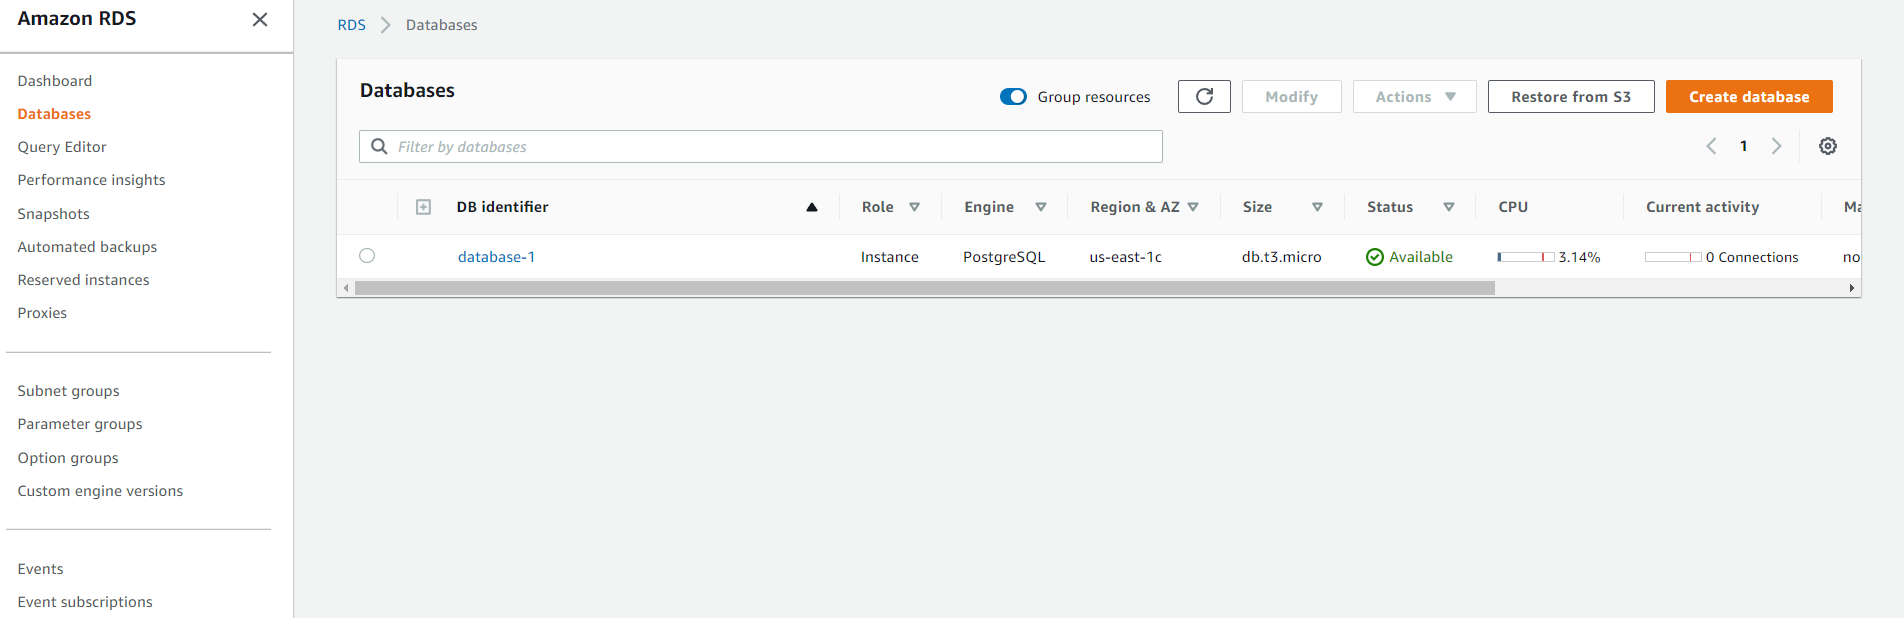 Amazon RDS
Dashboard
Databases
Query Editor
Performance insights
Snapshots
Automated backups
Reserved instances
Proxies
Subnet groups
Parameter groups
Option groups
Custom engine versions
Events
Event subscriptions
RDS Databases
Databases
Group resources Modify Actions Restore from S3 Create database
Filter by databases 1
DB identifier Role Engine Region & AZ Size Status CPU Current activity Ma
database-1 Instance PostgreSQL us-east-1c db.t3.micro Available 3.14% 0 Connections no